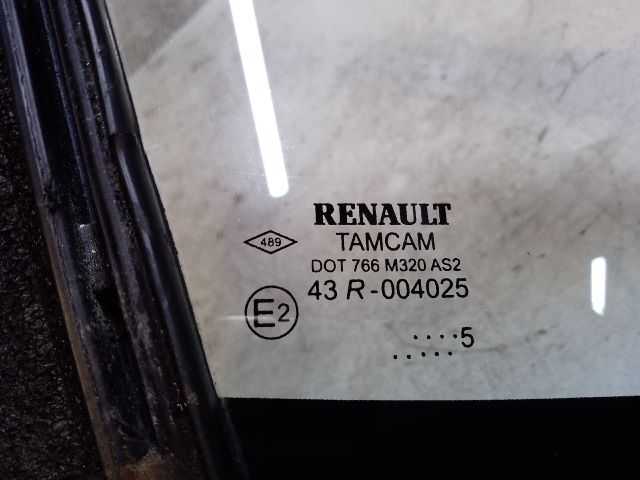 RENAULT
489
TAMCAM
DOT 766 M320 AS2
43 R-004025
E2
....5
.....